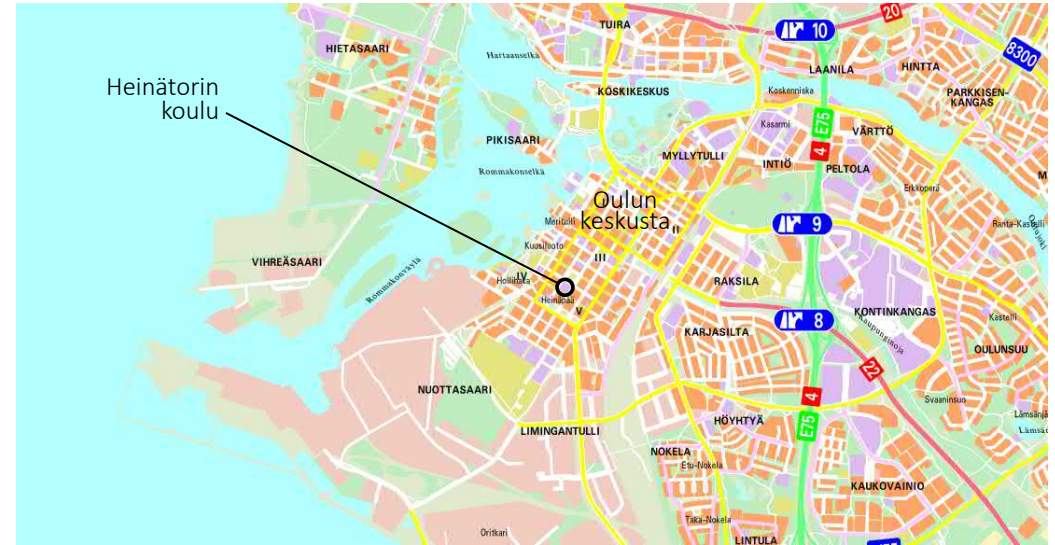 20
TUIRA
10
HIETASAARI
8300
Hartaanselkä
HINTTA
LAANILA
Heinätorin
koulu
KOSKIKESKUS
Koskenniska
PARKKISEN-
KANGAS
E75
Kasarmi
VÄRTTÖ
PIKISAARI
4
MYLLYTULLI
INTIÖ
PELTOLA
Rommakonselkä
Erkkoperä
Oulun
keskusta
Meritulli
9
Ranta-Kastelli
Oulujoki
II
Kuusiluoto
III
VIHREÄSAARI
Rommakonväylä
IV
Hollihaka
RAKSILA
Heinäpää
V
KONTINKANGAS
8
Kaupunginoja
Kastelli
KARJASILTA
OULUNSUU
22
NUOTTASAARI
4
Svaaninsuo
E75
HÖYHTYÄ
LIMINGANTULLI
NOKELA
Etu-Nokela
KAUKOVAINIO
Taka-Nokela
Oritkari
LINTULA